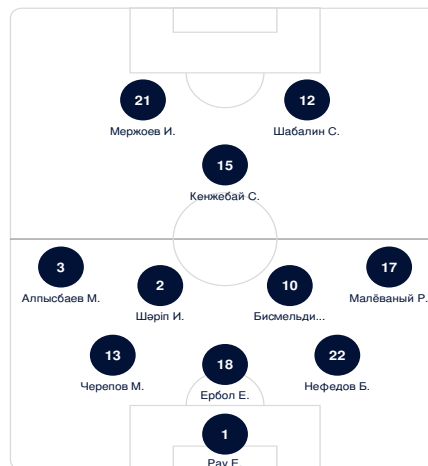 21
12
Мержоев И.
Шабалин С.
15
Кенжебай С.
3
17
2
10
Алпысбаев М.
Малёваный Р.
Шәріп И.
Бисмельди...
13
18
22
Черепов М.
Нефедов Б.
Ербол Е.
1
Рау Е.